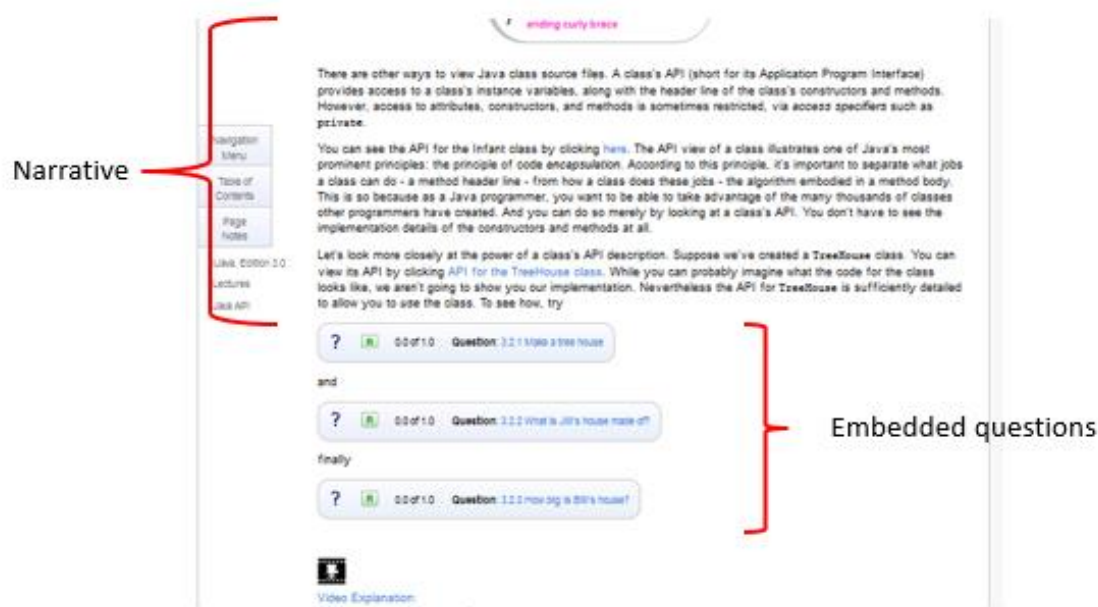 ending curly brace
There are other ways to view Java class source files. A class's API (short for its Application Program Interface)
provides access to a class's instance variables, along with the header line of the class's constructors and methods.
However, access to attributes, constructors, and methods is sometimes restricted, via access specifiers such as
private.
Navigation
Menu
Table of
Contents
Page
Notes
Java, Edition 3.0
Lectures
Java API
Narrative
You can see the API for the Infant class by clicking here. The API view of a class illustrates one of Java's most
prominent principles: the principle of code encapsulation. According to this principle, it's important to separate what jobs
a class can do - a method header line - from how a class does these jobs - the algorithm embodied in a method body.
This is so because as a Java programmer, you want to be able to take advantage of the many thousands of classes
other programmers have created. And you can do so merely by looking at a class's API. You don't have to see the
implementation details of the constructors and methods at all.
Let's look more closely at the power of a class's API description. Suppose we've created a TreeHouse class. You can
view its API by clicking API for the TreeHouse class. While you can probably imagine what the code for the class
looks like, we aren't going to show you our implementation. Nevertheless the API for TreeHouse is sufficiently detailed
to allow you to use the class. To see how, try
? R 0.0 of 1.0 Question: 3.2.1 Make a tree house
and
? R 0.0 of 1.0 Question: 3.2.2 What is Jill's house made of?
finally
? R 0.0 of 1.0 Question: 3.2.3 How big is Bill's house?
Embedded questions
Video Explanation: